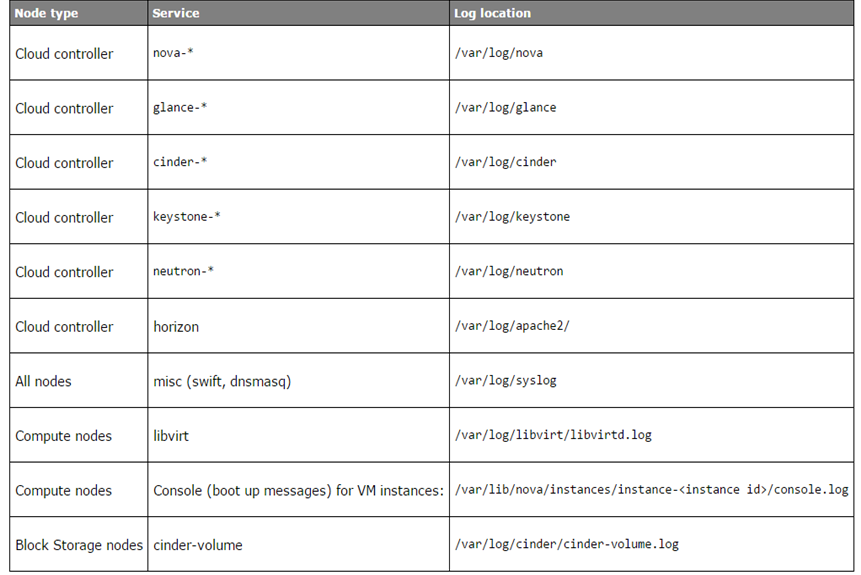 Node type Service Log location
Cloud controller nova-* /var/log/nova
Cloud controller glance-* /var/log/glance
Cloud controller cinder-* /var/log/cinder
Cloud controller keystone-* /var/log/keystone
Cloud controller neutron-* /var/log/neutron
Cloud controller horizon /var/log/apache2/
All nodes misc (swift, dnsmasq) /var/log/syslog
Compute nodes libvirt /var/log/libvirt/libvirtd.log
Compute nodes Console (boot up messages) for VM instances: /var/lib/nova/instances/instance-<instance id>/console.log
Block Storage nodes cinder-volume /var/log/cinder/cinder-volume.log